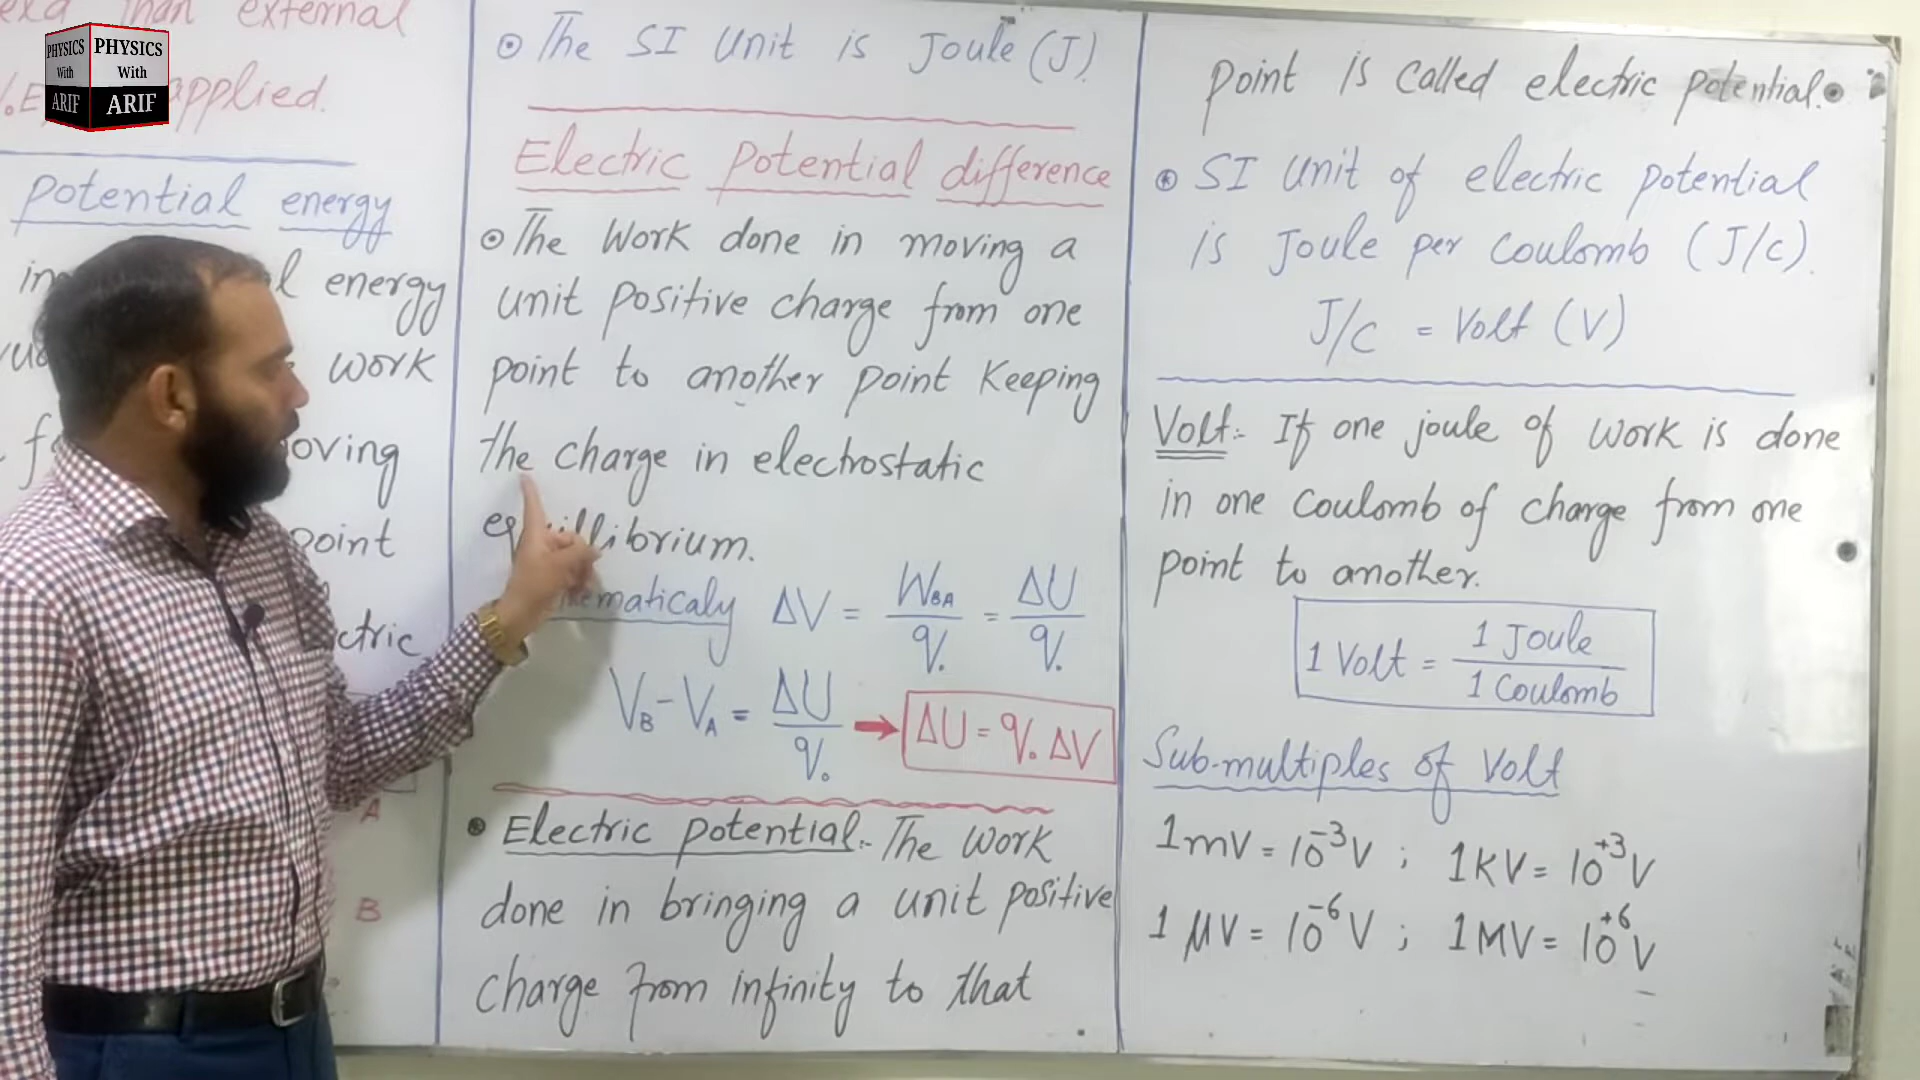 PHYSICS
With
ARIF
PHYSICS
With
ARIF
than external
applied.
Potential energy
energy
work
oving
point
ctric
A
B
The SI Unit is Joule (J).
Electric Potential difference
The Work done in moving a
unit Positive charge from one
point to another point Keeping
the charge in electrostatic
librium.
ematicaly ΔV = W_BA / q₀ = ΔU / q₀
V_B - V_A = ΔU / q₀ → ΔU = q₀ ΔV
Electric potential:- The Work
done in bringing a unit positive
charge from infinity to that
point is called electric potential.
SI Unit of electric potential
is Joule per Coulomb (J/C).
J/C = Volt (V)
Volt:- If one joule of work is done
in one Coulomb of charge from one
point to another.
1 Volt = 1 Joule / 1 Coulomb
Sub-multiples of Volt
1mV = 10⁻³V ; 1KV = 10⁺³V
1 μV = 10⁻⁶V ; 1MV = 10⁺⁶V